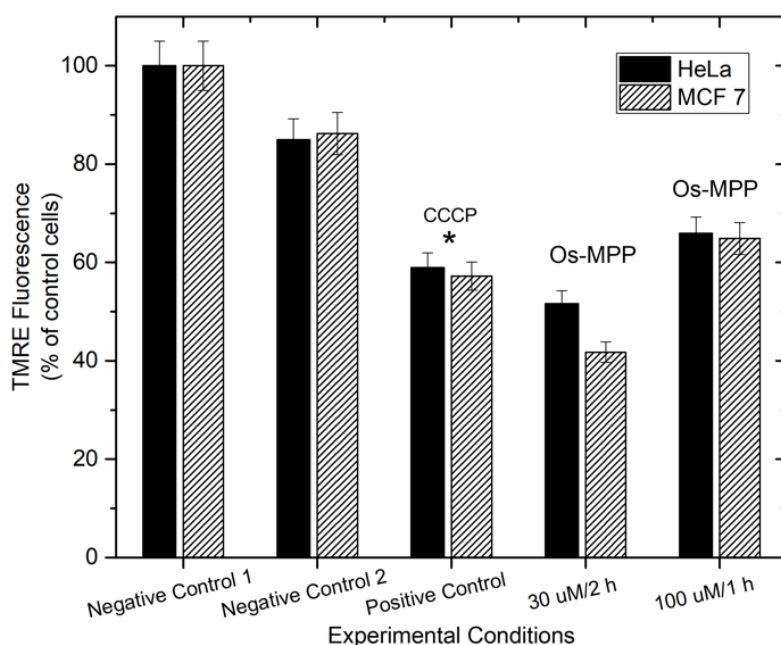 HeLa
MCF 7
100
80
60
40
20
0
TMRE Fluorescence
(% of control cells)
CCCP
*
Os-MPP
Os-MPP
Negative Control 1
Negative Control 2
Positive Control
30 uM/2 h
100 uM/1 h
Experimental Conditions